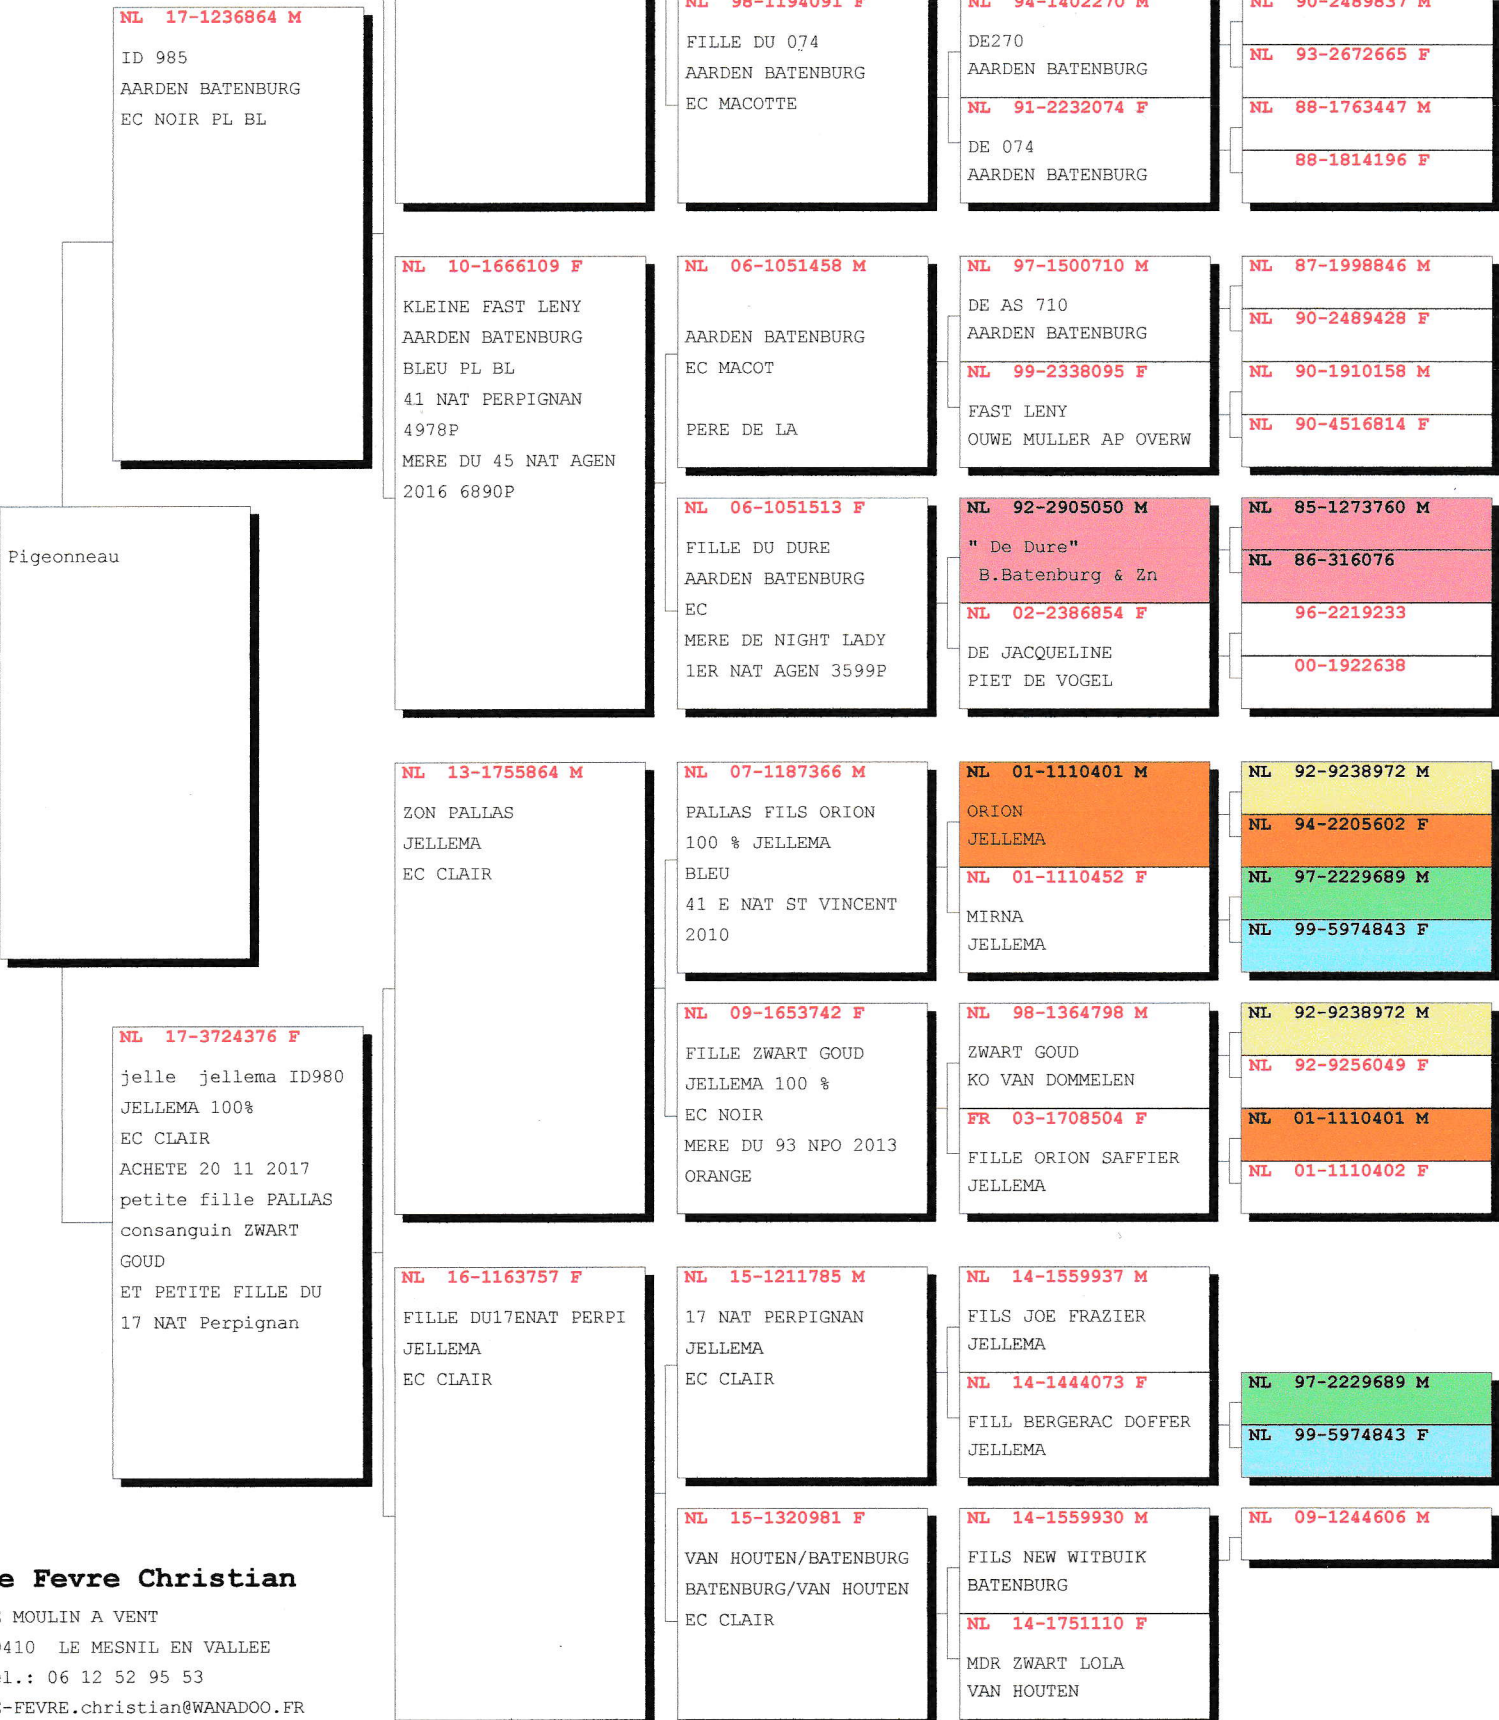 NL 17-1236864 M
ID 985
AARDEN BATENBURG
EC NOIR PL BL
Pigeonneau
NL 17-3724376 F
jelle jellema ID980
JELLEMA 100%
EC CLAIR
ACHETE 20 11 2017
petite fille PALLAS
consanguin ZWART
GOUD
ET PETITE FILLE DU
17 NAT Perpignan
NL 10-1666109 F
KLEINE FAST LENY
AARDEN BATENBURG
BLEU PL BL
41 NAT PERPIGNAN
4978P
MERE DU 45 NAT AGEN
2016 6890P
NL 13-1755864 M
ZON PALLAS
JELLEMA
EC CLAIR
NL 16-1163757 F
FILLE DU17ENAT PERPI
JELLEMA
EC CLAIR
NL 98-1194091 F
FILLE DU 074
AARDEN BATENBURG
EC MACOTTE
NL 06-1051458 M
AARDEN BATENBURG
EC MACOT
PERE DE LA
NL 06-1051513 F
FILLE DU DURE
AARDEN BATENBURG
EC
MERE DE NIGHT LADY
1ER NAT AGEN 3599P
NL 07-1187366 M
PALLAS FILS ORION
100 % JELLEMA
BLEU
41 E NAT ST VINCENT
2010
NL 09-1653742 F
FILLE ZWART GOUD
JELLEMA 100 %
EC NOIR
MERE DU 93 NPO 2013
ORANGE
NL 15-1211785 M
17 NAT PERPIGNAN
JELLEMA
EC CLAIR
NL 15-1320981 F
VAN HOUTEN/BATENBURG
BATENBURG/VAN HOUTEN
EC CLAIR
NL 94-1402270 M
DE270
AARDEN BATENBURG
NL 91-2232074 F
DE 074
AARDEN BATENBURG
NL 97-1500710 M
DE AS 710
AARDEN BATENBURG
NL 99-2338095 F
FAST LENY
OUWE MULLER AP OVERW
NL 92-2905050 M
" De Dure"
B.Batenburg & Zn
NL 02-2386854 F
DE JACQUELINE
PIET DE VOGEL
NL 01-1110401 M
ORION
JELLEMA
NL 01-1110452 F
MIRNA
JELLEMA
NL 98-1364798 M
ZWART GOUD
KO VAN DOMMELEN
FR 03-1708504 F
FILLE ORION SAFFIER
JELLEMA
NL 14-1559937 M
FILS JOE FRAZIER
JELLEMA
NL 14-1444073 F
FILL BERGERAC DOFFER
JELLEMA
NL 14-1559930 M
FILS NEW WITBUIK
BATENBURG
NL 14-1751110 F
MDR ZWART LOLA
VAN HOUTEN
NL 90-2489837 M
NL 93-2672665 F
NL 88-1763447 M
88-1814196 F
NL 87-1998846 M
NL 90-2489428 F
NL 90-1910158 M
NL 90-4516814 F
NL 85-1273760 M
NL 86-316076
96-2219233
00-1922638
NL 92-9238972 M
NL 94-2205602 F
NL 97-2229689 M
NL 99-5974843 F
NL 92-9238972 M
NL 92-9256049 F
NL 01-1110401 M
NL 01-1110402 F
NL 97-2229689 M
NL 99-5974843 F
NL 09-1244606 M
e Fevre Christian
MOULIN A VENT
410 LE MESNIL EN VALLEE
l.: 06 12 52 95 53
-FEVRE.christian@WANADOO.FR